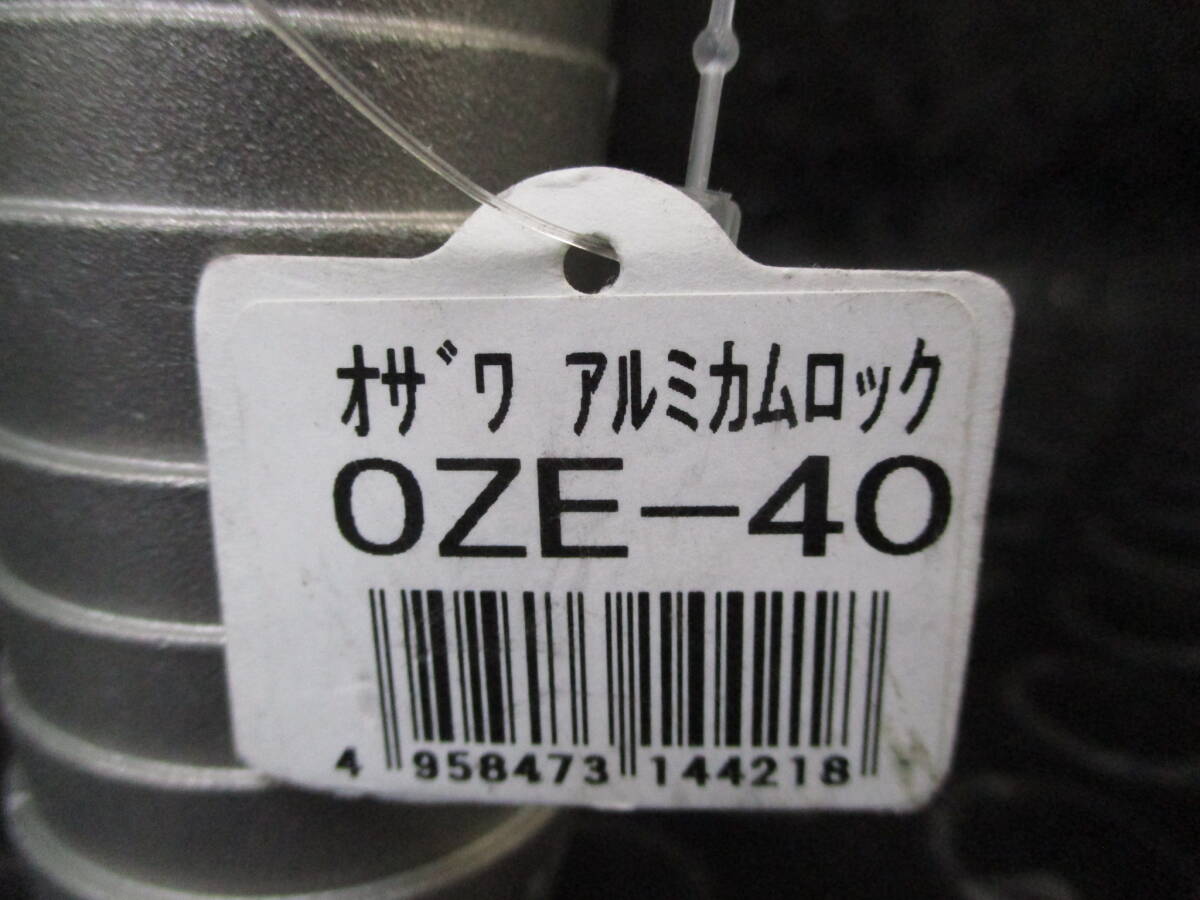 ｵｻﾞﾜ ｱﾙﾐｶﾑﾛｯｸ
OZE-40
4 958473 144218